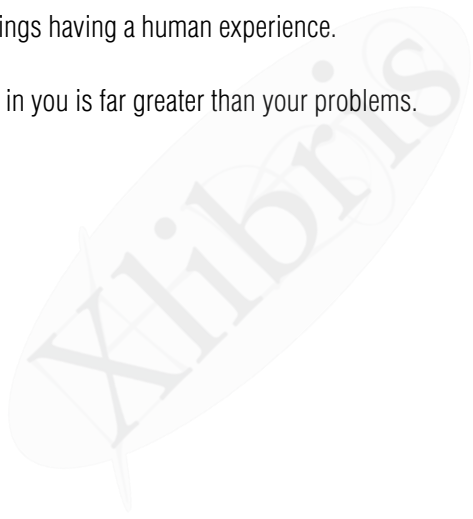 ings having a human experience.
in you is far greater than your problems.
Xlibris